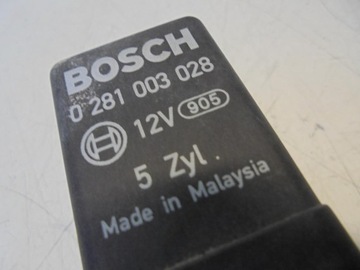 BOSCH
0 281 003 028
12V 905
5 Zyl.
Made in Malaysia